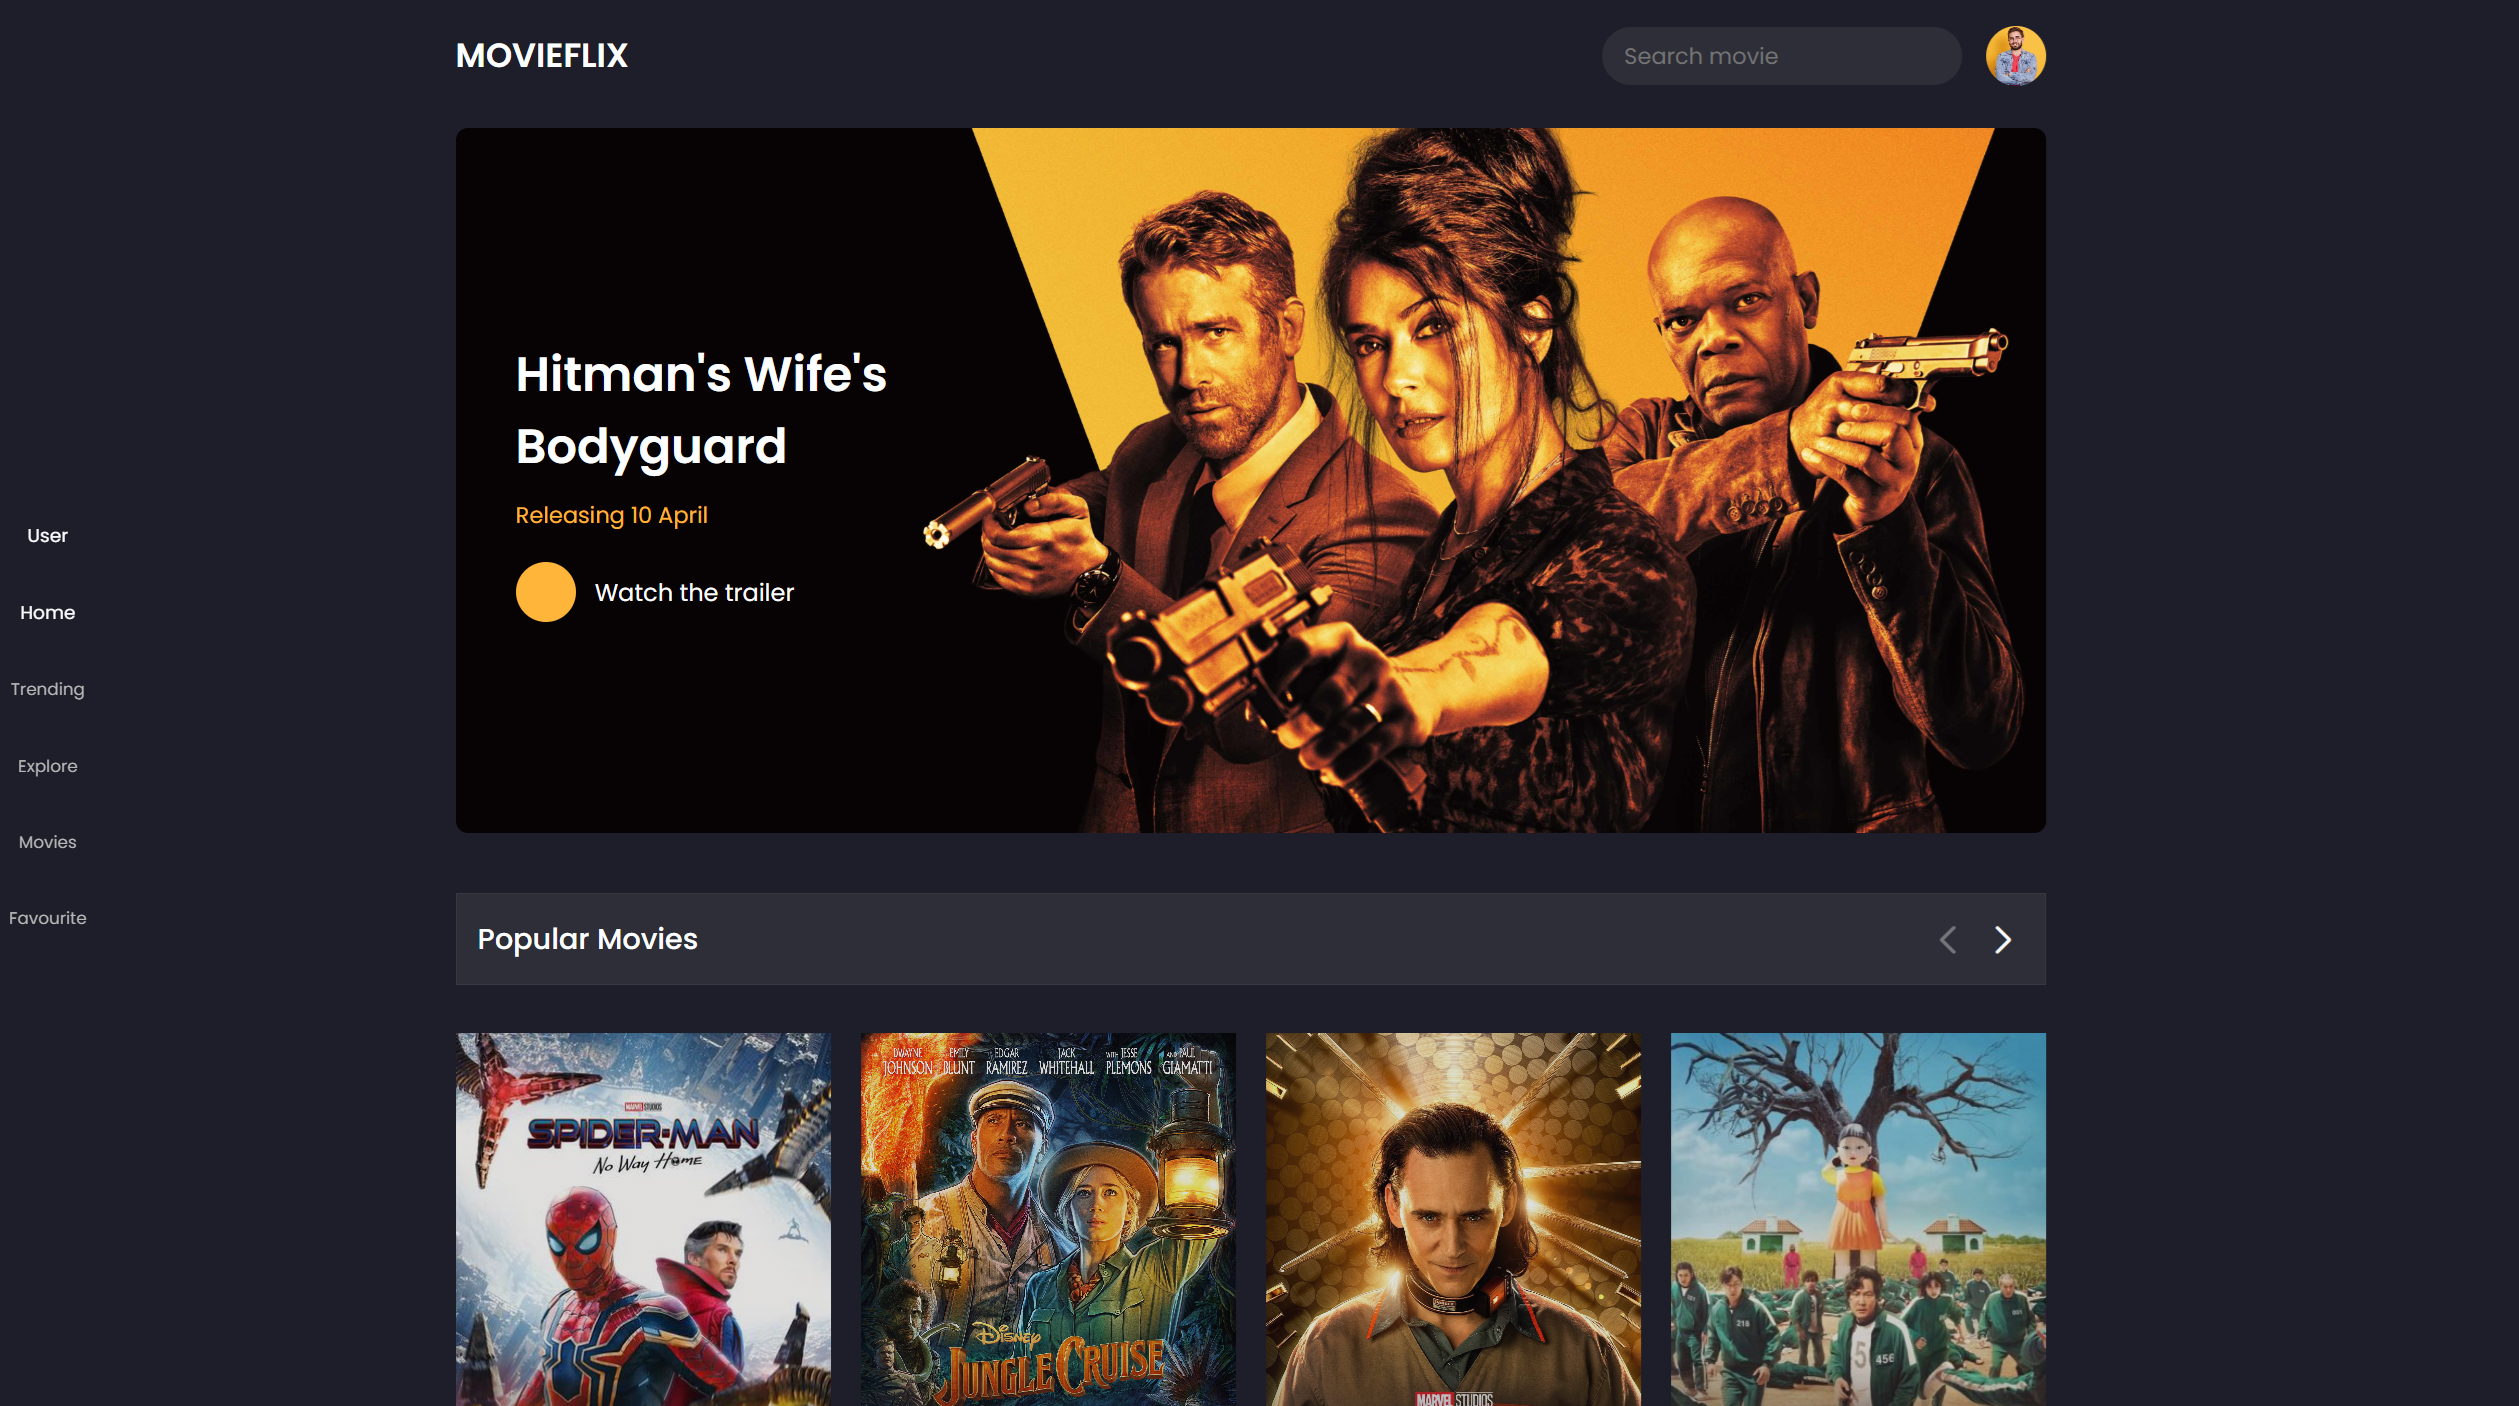 MOVIEFLIX
Search movie
Hitman's Wife's
Bodyguard
Releasing 10 April
Watch the trailer
User
Home
Trending
Explore
Movies
Favourite
Popular Movies
MARVEL STUDIOS
SPIDER-MAN
No Way Home
DWAYNE JOHNSON EMILY BLUNT EDGAR RAMIREZ JACK WHITEHALL WITH JESSE PLEMONS AND PAUL GIAMATTI
Disney
JUNGLE CRUISE
MARVEL STUDIOS
001
218
456